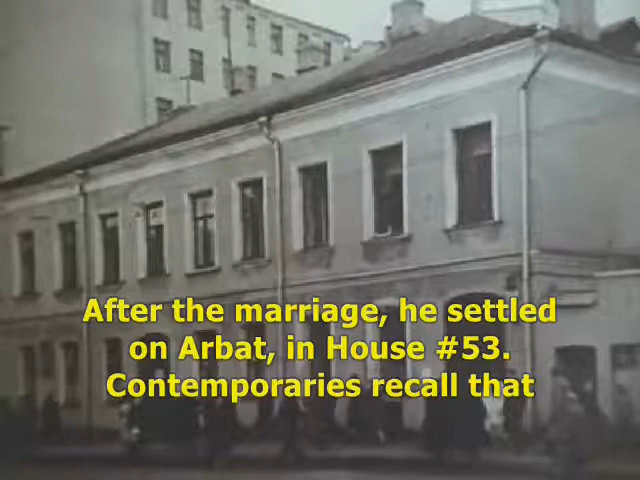 After the marriage, he settled
on Arbat, in House #53.
Contemporaries recall that